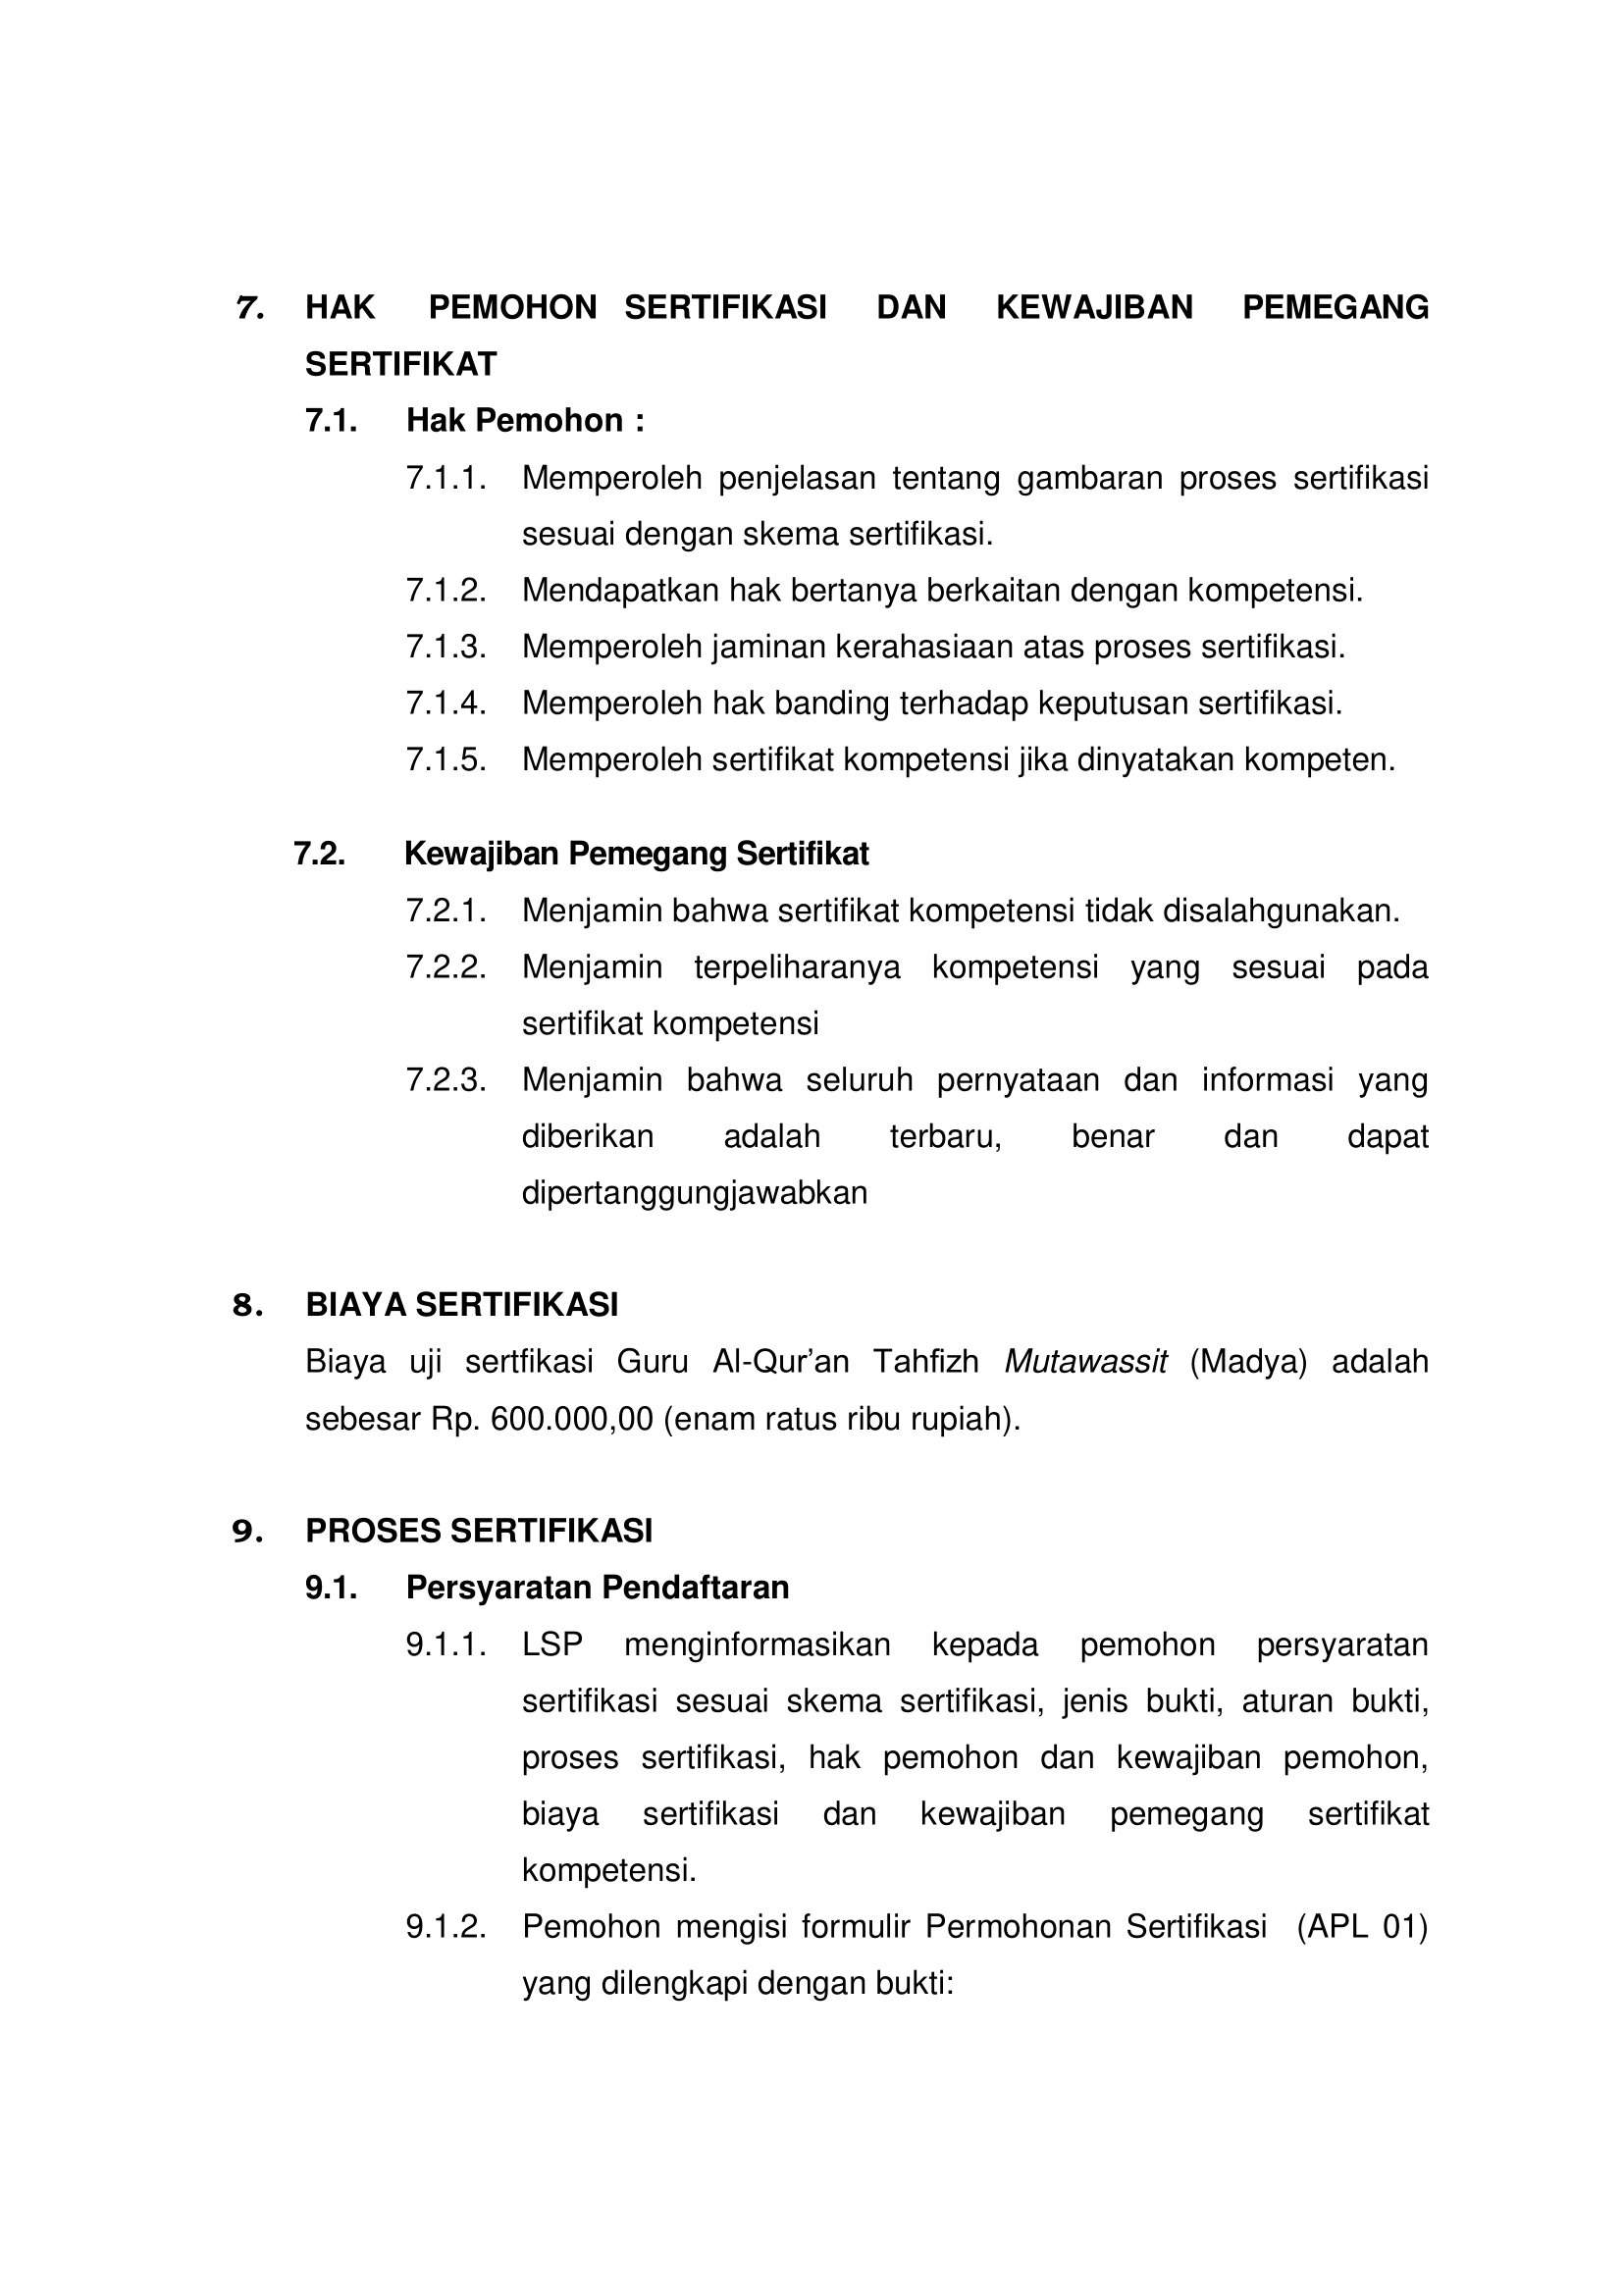 7. HAK PEMOHON SERTIFIKASI DAN KEWAJIBAN PEMEGANG
SERTIFIKAT
7.1. Hak Pemohon :
7.1.1. Memperoleh penjelasan tentang gambaran proses sertifikasi
sesuai dengan skema sertifikasi.
7.1.2. Mendapatkan hak bertanya berkaitan dengan kompetensi.
7.1.3. Memperoleh jaminan kerahasiaan atas proses sertifikasi.
7.1.4. Memperoleh hak banding terhadap keputusan sertifikasi.
7.1.5. Memperoleh sertifikat kompetensi jika dinyatakan kompeten.
7.2. Kewajiban Pemegang Sertifikat
7.2.1. Menjamin bahwa sertifikat kompetensi tidak disalahgunakan.
7.2.2. Menjamin terpeliharanya kompetensi yang sesuai pada
sertifikat kompetensi
7.2.3. Menjamin bahwa seluruh pernyataan dan informasi yang
diberikan adalah terbaru, benar dan dapat
dipertanggungjawabkan
8. BIAYA SERTIFIKASI
Biaya uji sertfikasi Guru Al-Qur’an Tahfizh Mutawassit (Madya) adalah
sebesar Rp. 600.000,00 (enam ratus ribu rupiah).
9. PROSES SERTIFIKASI
9.1. Persyaratan Pendaftaran
9.1.1. LSP menginformasikan kepada pemohon persyaratan
sertifikasi sesuai skema sertifikasi, jenis bukti, aturan bukti,
proses sertifikasi, hak pemohon dan kewajiban pemohon,
biaya sertifikasi dan kewajiban pemegang sertifikat
kompetensi.
9.1.2. Pemohon mengisi formulir Permohonan Sertifikasi (APL 01)
yang dilengkapi dengan bukti: